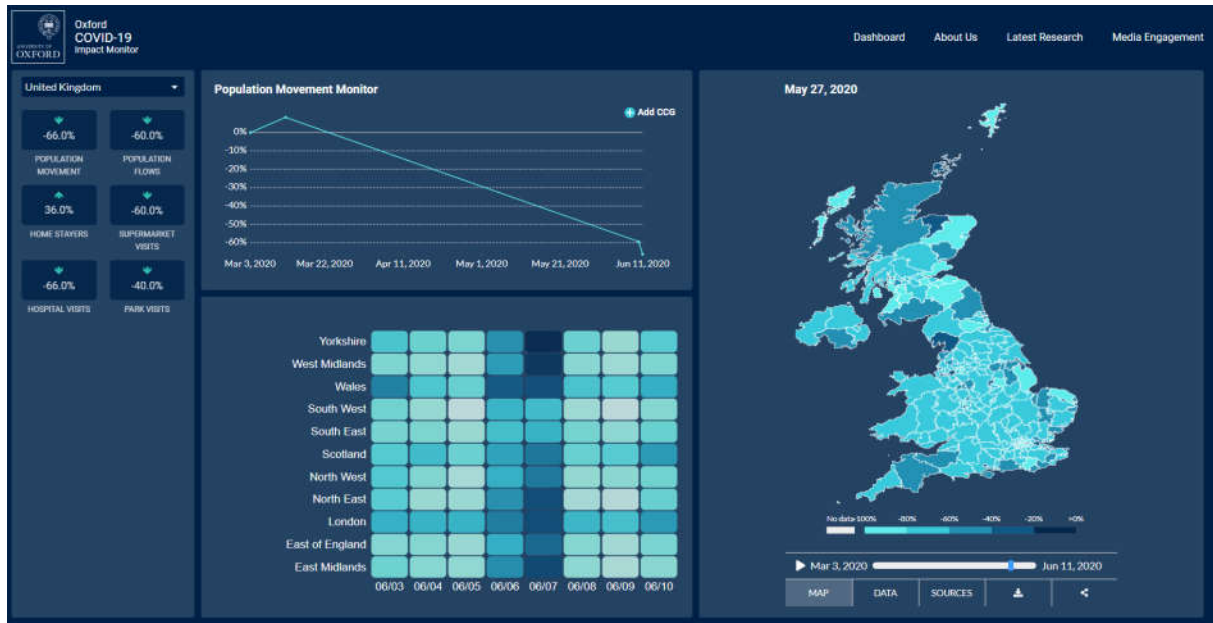 UNIVERSITY OF
OXFORD
Oxford
COVID-19
Impact Monitor
Dashboard
About Us
Latest Research
Media Engagement
United Kingdom
-66.0%
-60.0%
POPULATION
MOVEMENT
POPULATION
FLOWS
36.0%
-60.0%
HOME STAYERS
SUPERMARKET
VISITS
-66.0%
-40.0%
HOSPITAL VISITS
PARK VISITS
Population Movement Monitor
Add CCG
0%
-10%
-20%
-30%
-40%
-50%
-60%
Mar 3, 2020 Mar 22, 2020 Apr 11, 2020 May 1, 2020 May 21, 2020 Jun 11, 2020
Yorkshire
West Midlands
Wales
South West
South East
Scotland
North West
North East
London
East of England
East Midlands
06/03 06/04 06/05 06/06 06/07 06/08 06/09 06/10
May 27, 2020
No data -100% -80% -60% -40% -20% +0%
Mar 3, 2020 Jun 11, 2020
MAP DATA SOURCES